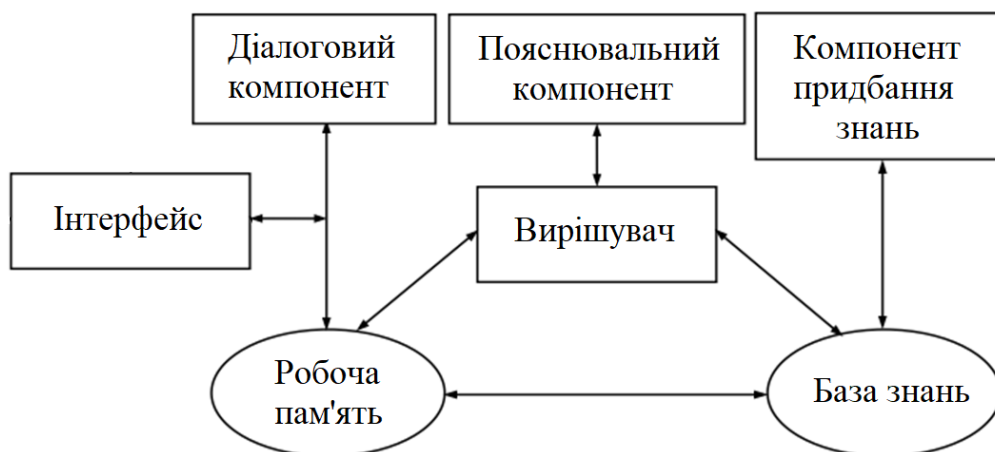 Діалоговий
компонент
Пояснювальний
компонент
Компонент
придбання
знань
Інтерфейс
Вирішувач
Робоча
пам'ять
База знань